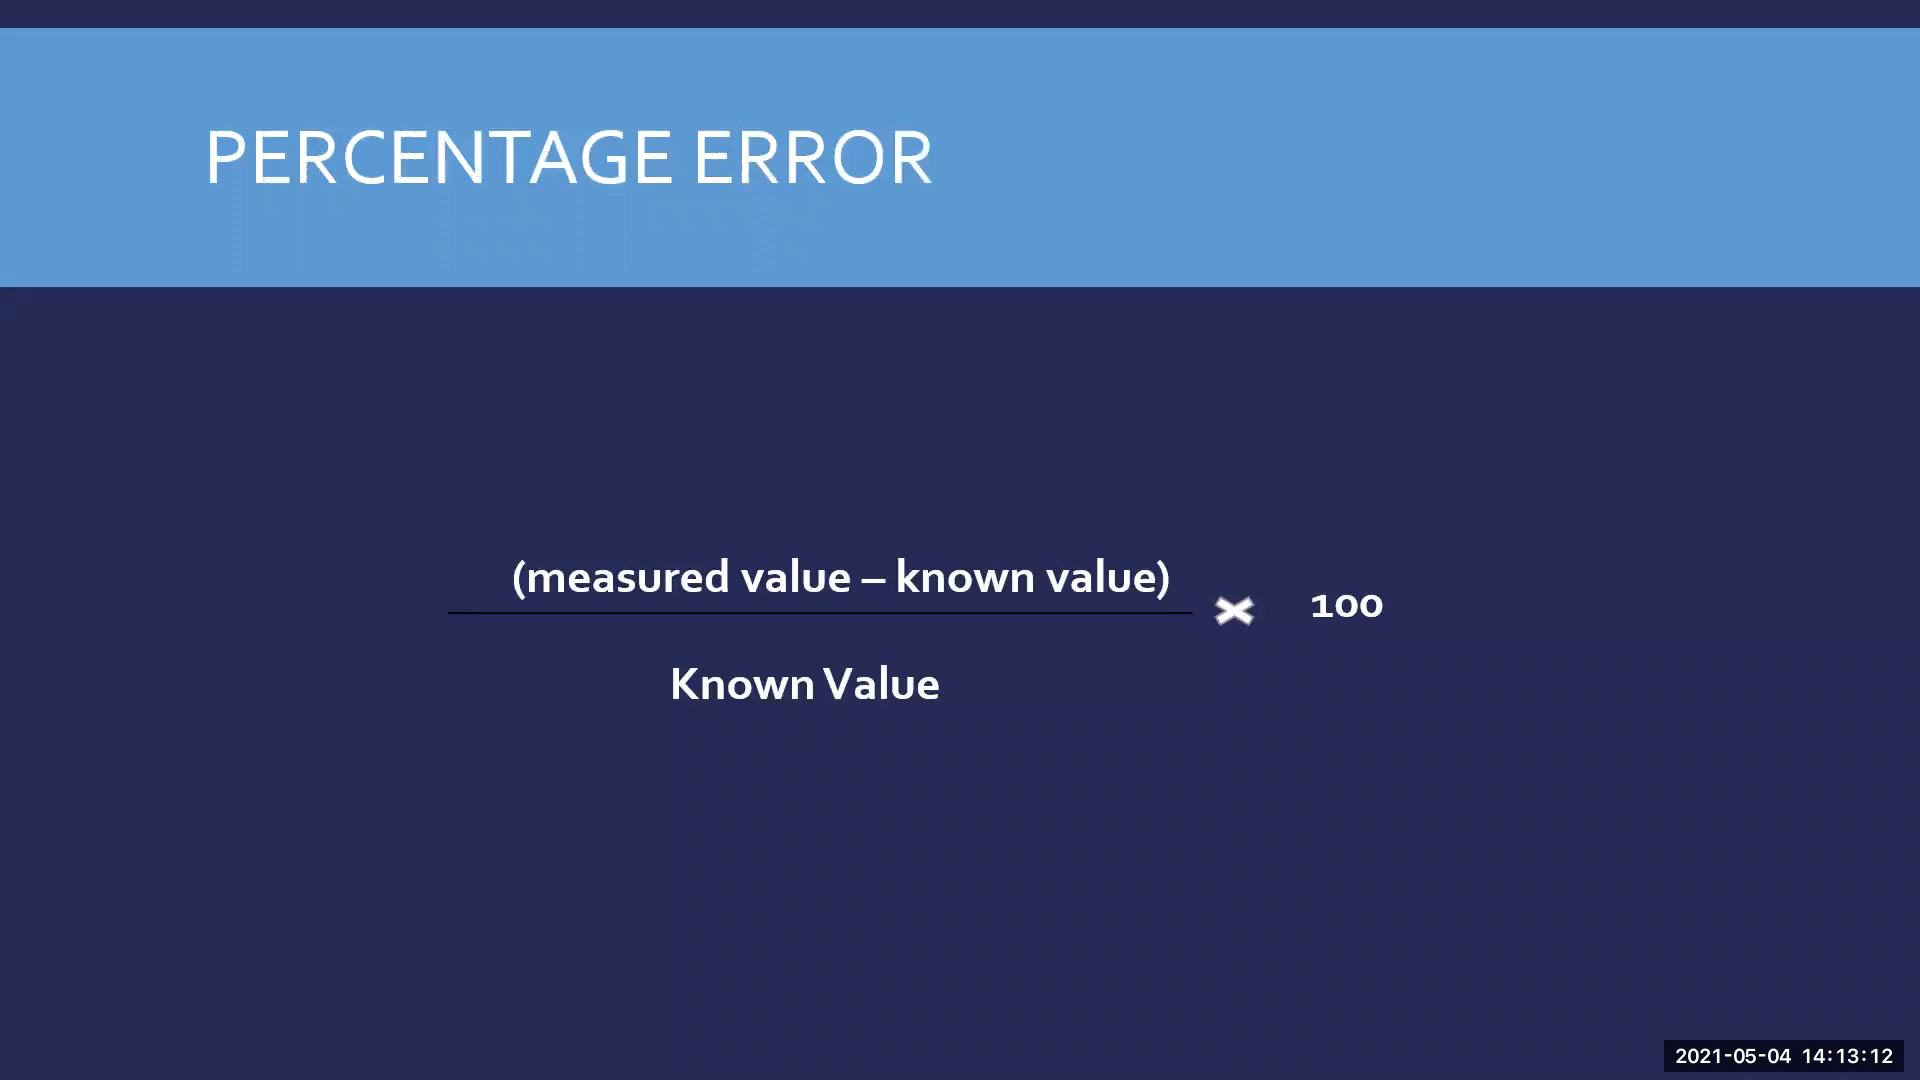 PERCENTAGE ERROR
(measured value – known value)
× 100
Known Value
2021-05-04 14:13:12